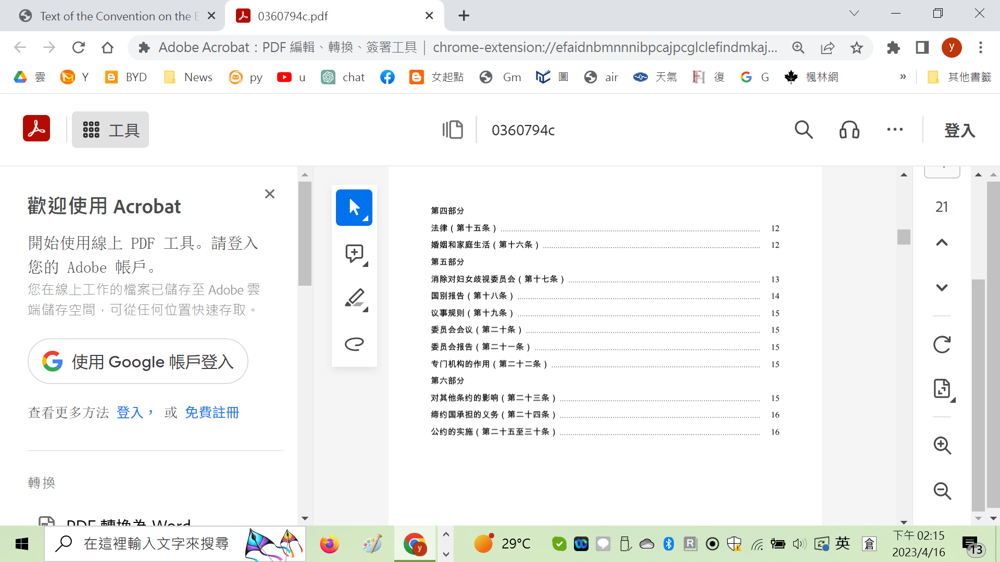 Text of the Convention on the E
0360794c.pdf
Adobe Acrobat：PDF 編輯、轉換、簽署工具 | chrome-extension://efaidnbmnnnibpcajpcglclefindmkaj...
y
雲 Y BYD News py u chat 女起點 Gm 圖 air 天氣 復 G 楓林網 » 其他書籤
工具
0360794c
登入
歡迎使用 Acrobat
開始使用線上 PDF 工具。請登入
您的 Adobe 帳戶。
您在線上工作的檔案已儲存至 Adobe 雲
端儲存空間，可從任何位置快速存取。
使用 Google 帳戶登入
查看更多方法 登入， 或 免費註冊
轉換
PDF 轉換為 Word
第四部分
法律（第十五条） 12
婚姻和家庭生活（第十六条） 12
第五部分
消除对妇女歧视委员会（第十七条） 13
国别报告（第十八条） 14
议事规则（第十九条） 15
委员会会议（第二十条） 15
委员会报告（第二十一条） 15
专门机构的作用（第二十二条） 15
第六部分
对其他条约的影响（第二十三条） 15
缔约国承担的义务（第二十四条） 16
公约的实施（第二十五至三十条） 16
21
在這裡輸入文字來搜尋
y
29°C
R
英
倉
下午 02:15
2023/4/16
13